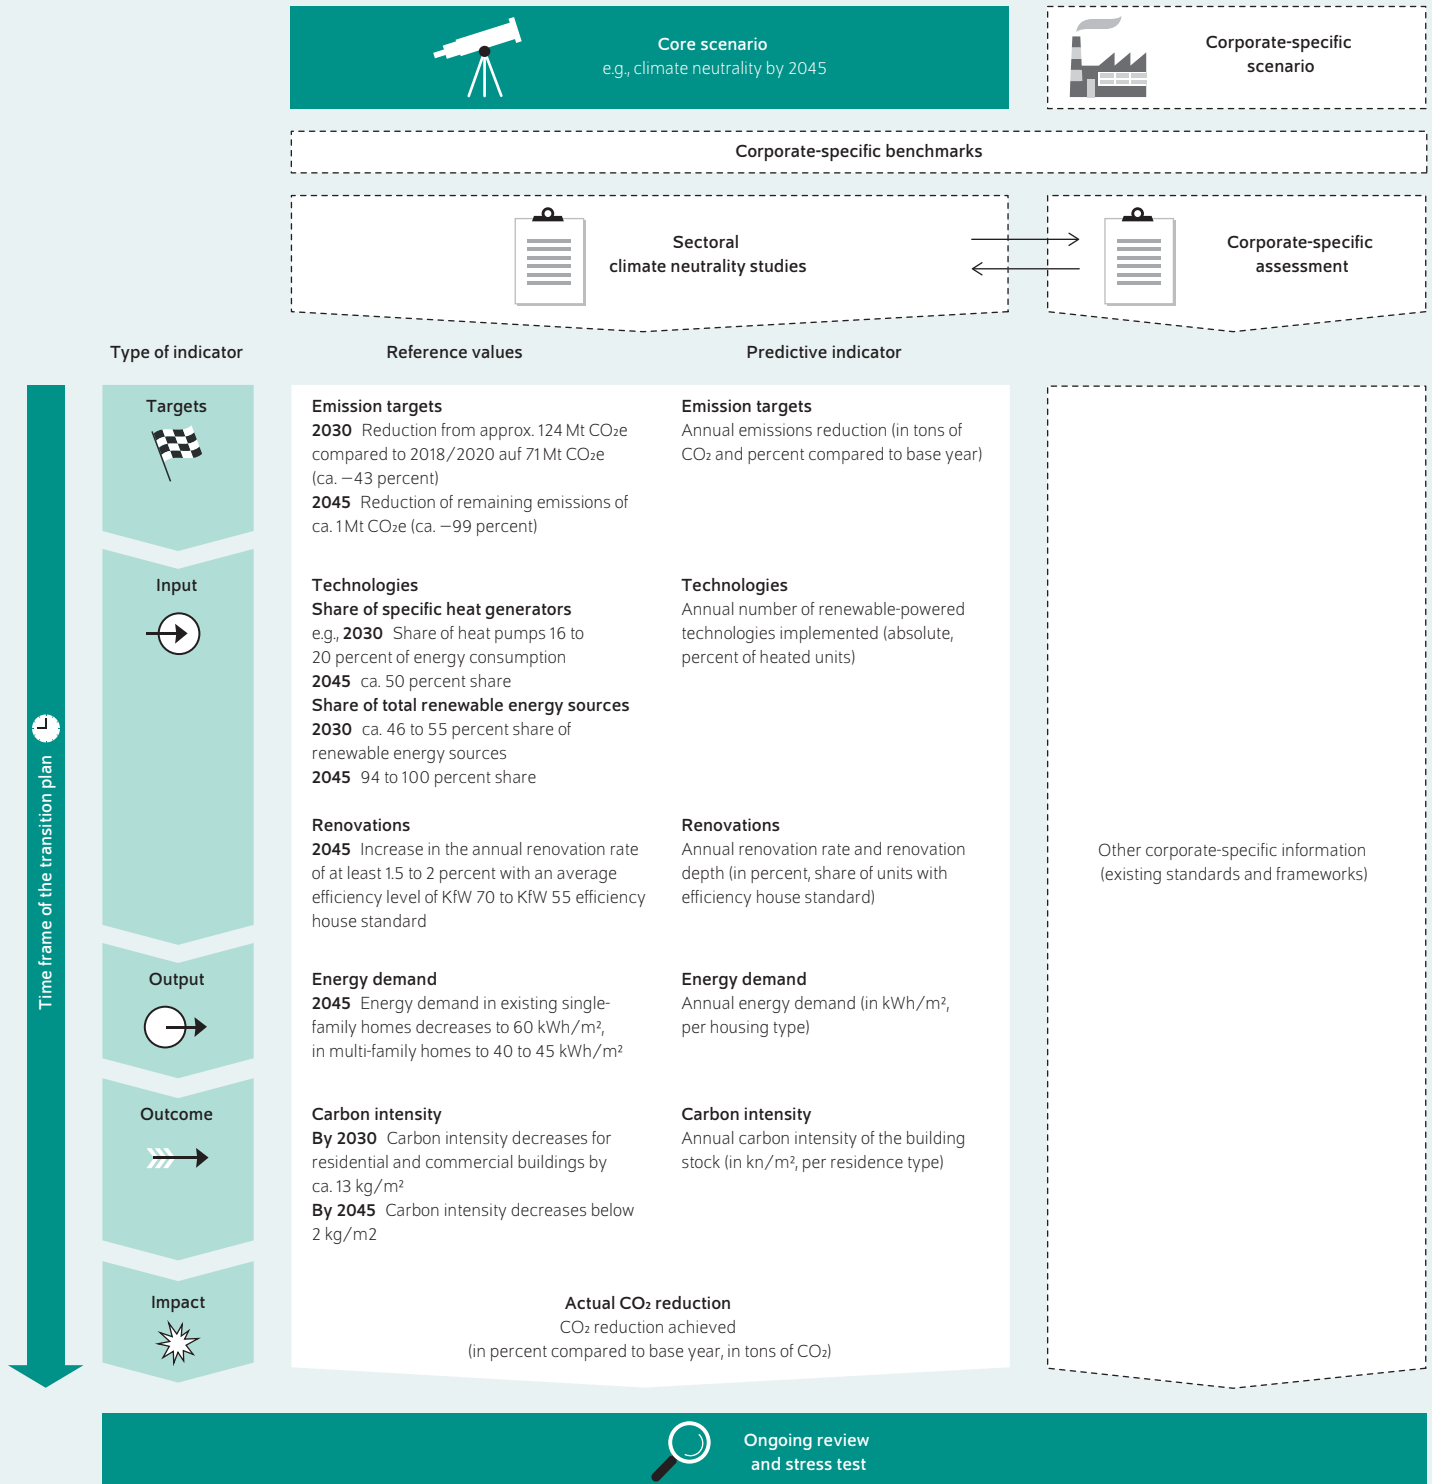 Core scenario
e.g., climate neutrality by 2045
Corporate-specific
scenario
Corporate-specific benchmarks
Sectoral
climate neutrality studies
Corporate-specific
assessment
Type of indicator
Reference values
Predictive indicator
Time frame of the transition plan
Targets
Emission targets
2030 Reduction from approx. 124 Mt CO₂e
compared to 2018/2020 auf 71 Mt CO₂e
(ca. −43 percent)
2045 Reduction of remaining emissions of
ca. 1 Mt CO₂e (ca. −99 percent)
Emission targets
Annual emissions reduction (in tons of
CO₂ and percent compared to base year)
Input
Technologies
Share of specific heat generators
e.g., 2030 Share of heat pumps 16 to
20 percent of energy consumption
2045 ca. 50 percent share
Share of total renewable energy sources
2030 ca. 46 to 55 percent share of
renewable energy sources
2045 94 to 100 percent share
Technologies
Annual number of renewable-powered
technologies implemented (absolute,
percent of heated units)
Renovations
2045 Increase in the annual renovation rate
of at least 1.5 to 2 percent with an average
efficiency level of KfW 70 to KfW 55 efficiency
house standard
Renovations
Annual renovation rate and renovation
depth (in percent, share of units with
efficiency house standard)
Output
Energy demand
2045 Energy demand in existing single-
family homes decreases to 60 kWh/m²,
in multi-family homes to 40 to 45 kWh/m²
Energy demand
Annual energy demand (in kWh/m²,
per housing type)
Outcome
Carbon intensity
By 2030 Carbon intensity decreases for
residential and commercial buildings by
ca. 13 kg/m²
By 2045 Carbon intensity decreases below
2 kg/m2
Carbon intensity
Annual carbon intensity of the building
stock (in kn/m², per residence type)
Impact
Actual CO₂ reduction
CO₂ reduction achieved
(in percent compared to base year, in tons of CO₂)
Other corporate-specific information
(existing standards and frameworks)
Ongoing review
and stress test